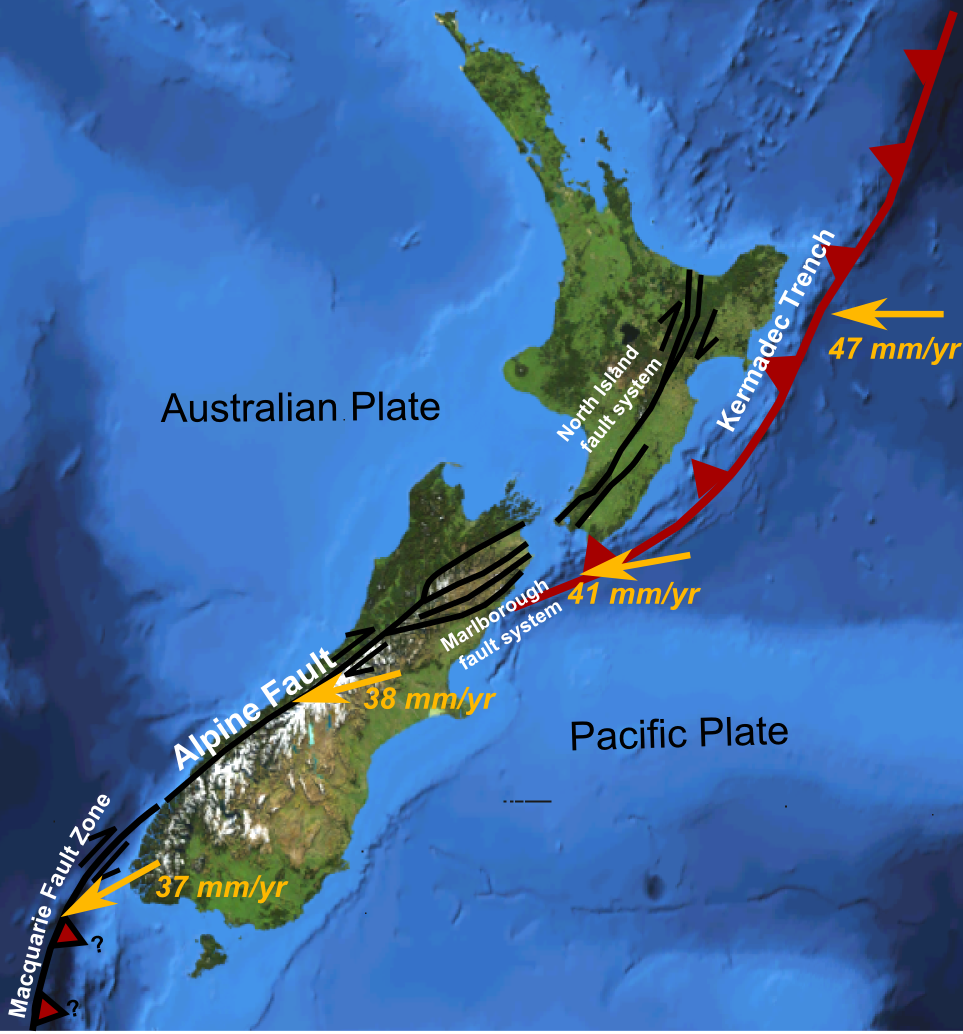 Kermadec Trench
47 mm/yr
North Island
fault system
Australian Plate
41 mm/yr
Marlborough
fault system
Alpine Fault
38 mm/yr
Pacific Plate
Macquarie Fault Zone
37 mm/yr
?
?